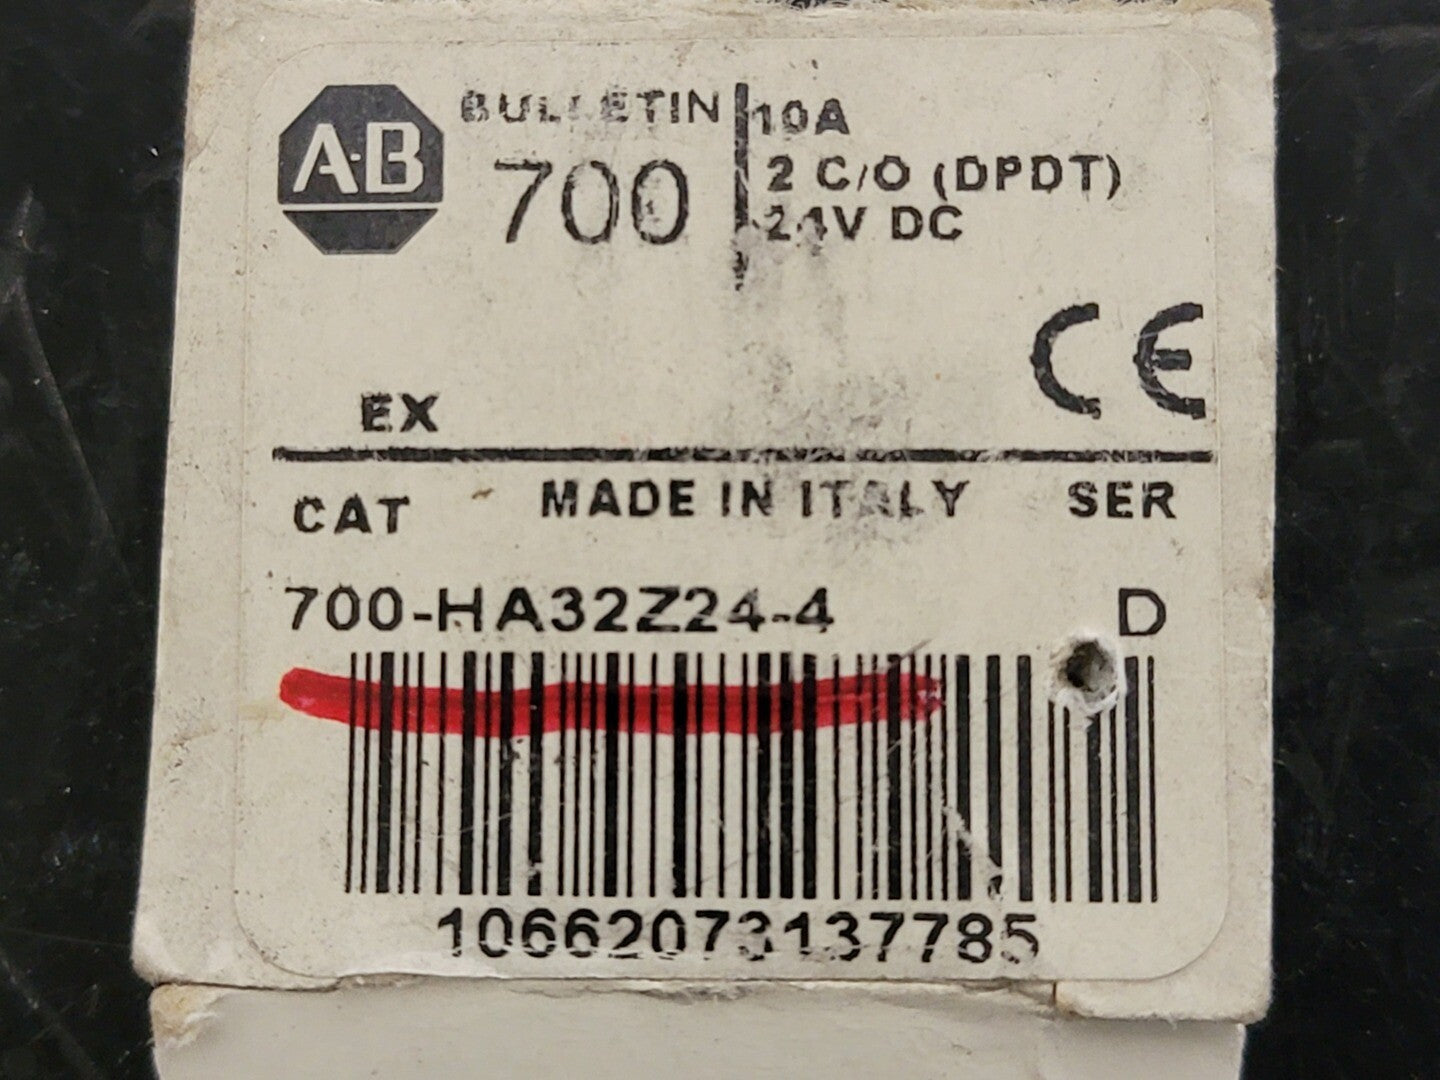 A-B
BULLETIN
700
10A
2 C/O (DPDT)
24V DC
CE
EX
CAT
MADE IN ITALY
SER
700-HA32Z24-4
D
10662073137785